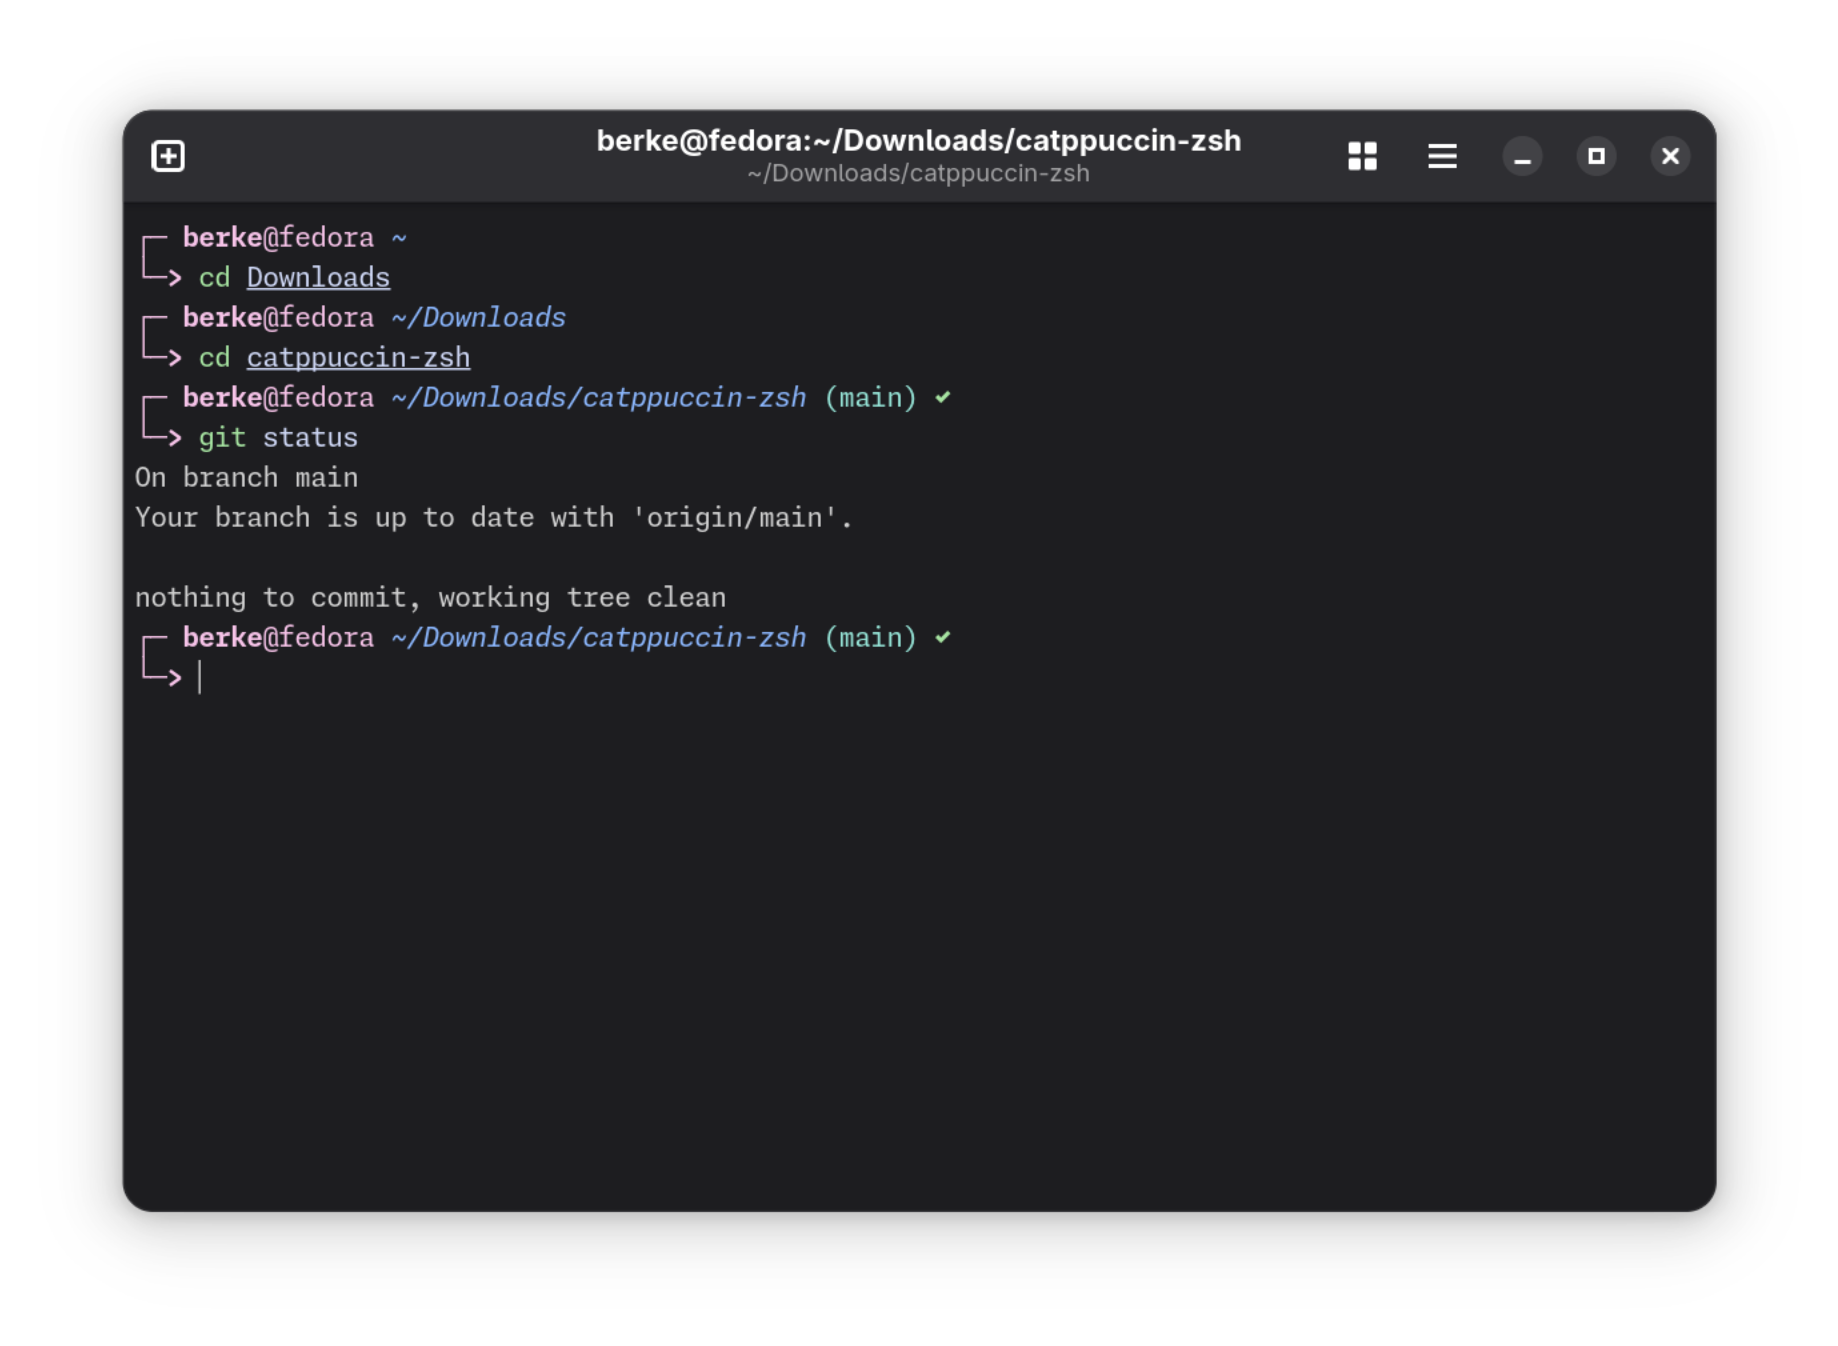 berke@fedora:~/Downloads/catppuccin-zsh
~/Downloads/catppuccin-zsh
┌─ berke@fedora ~
└─> cd Downloads
┌─ berke@fedora ~/Downloads
└─> cd catppuccin-zsh
┌─ berke@fedora ~/Downloads/catppuccin-zsh (main) ✔
└─> git status
On branch main
Your branch is up to date with 'origin/main'.
nothing to commit, working tree clean
┌─ berke@fedora ~/Downloads/catppuccin-zsh (main) ✔
└─>